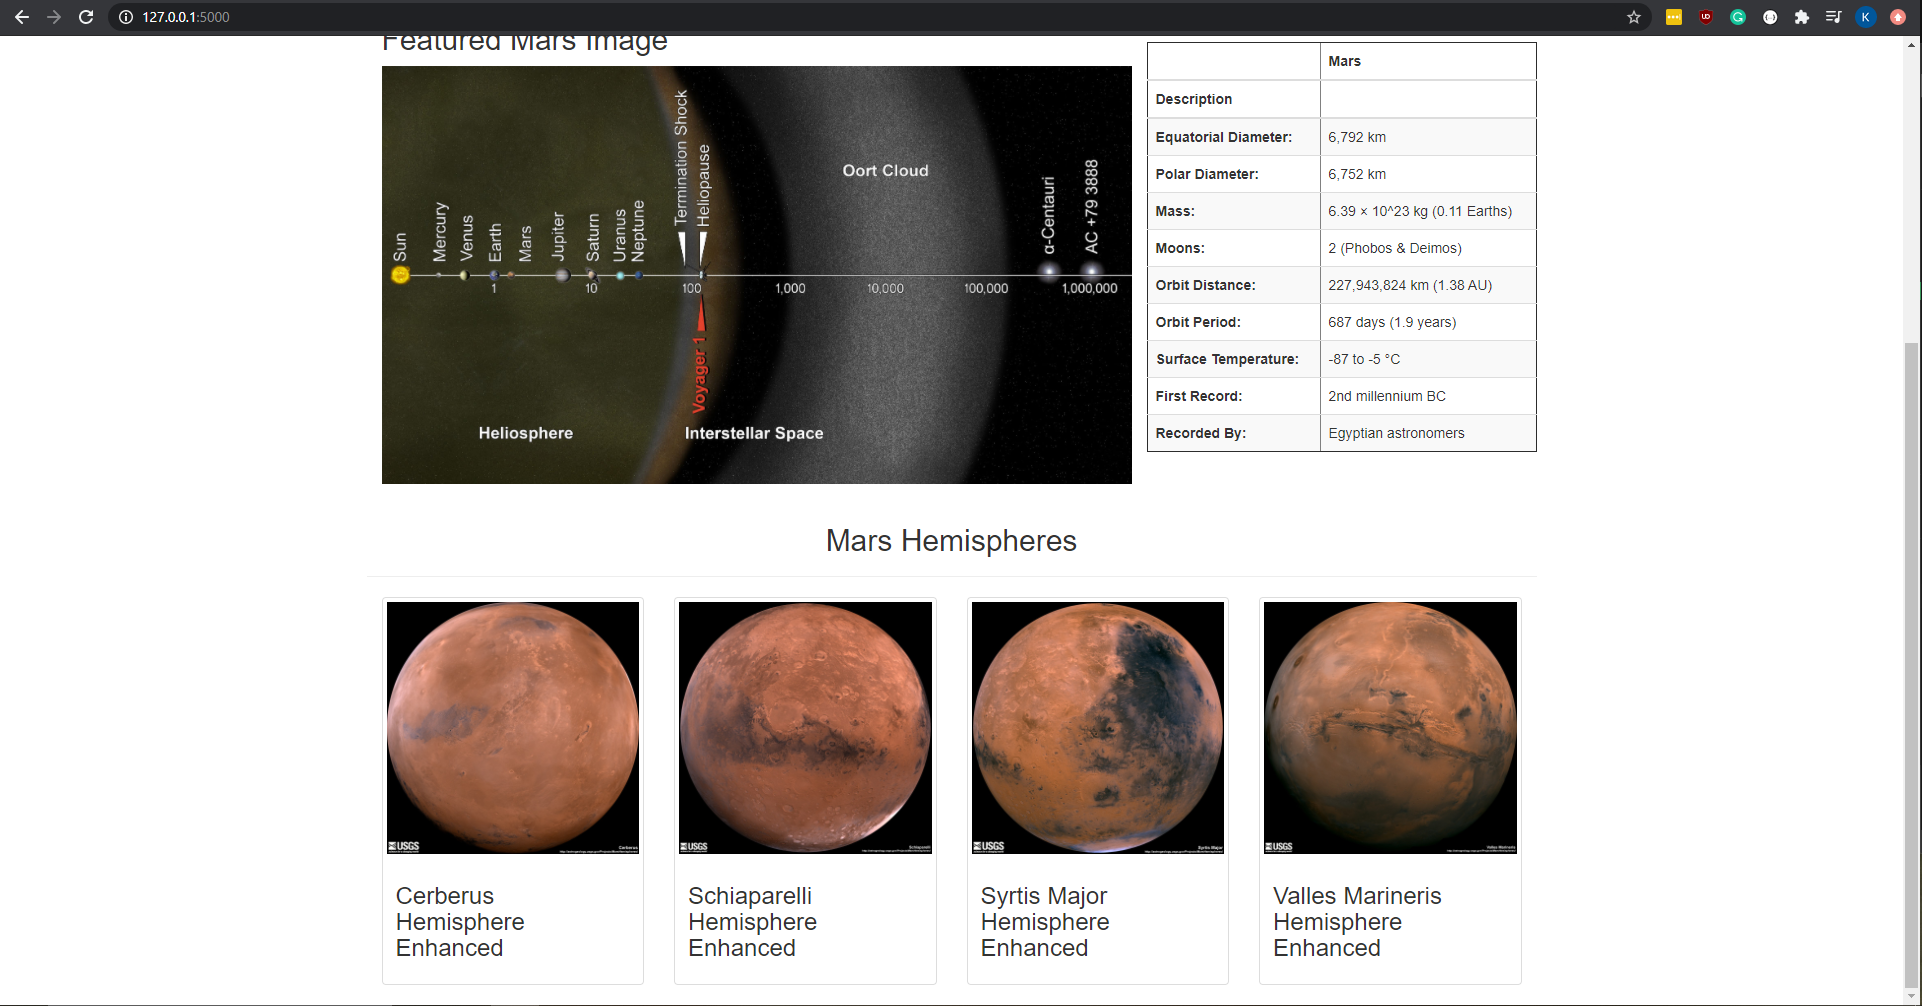 127.0.0.1:5000
Featured Mars Image
Sun
Mercury
Venus
Earth
Mars
Jupiter
Saturn
Uranus
Neptune
Termination Shock
Heliopause
Oort Cloud
α-Centauri
AC +79 3888
1 10 100 1,000 10,000 100,000 1,000,000
Voyager 1
Heliosphere
Interstellar Space
Mars
Description
Equatorial Diameter: 6,792 km
Polar Diameter: 6,752 km
Mass: 6.39 × 10^23 kg (0.11 Earths)
Moons: 2 (Phobos & Deimos)
Orbit Distance: 227,943,824 km (1.38 AU)
Orbit Period: 687 days (1.9 years)
Surface Temperature: -87 to -5 °C
First Record: 2nd millennium BC
Recorded By: Egyptian astronomers
Mars Hemispheres
USGS
Cerberus
USGS
Schiaparelli
USGS
Syrtis Major
USGS
Valles Marineris
Cerberus
Hemisphere
Enhanced
Schiaparelli
Hemisphere
Enhanced
Syrtis Major
Hemisphere
Enhanced
Valles Marineris
Hemisphere
Enhanced